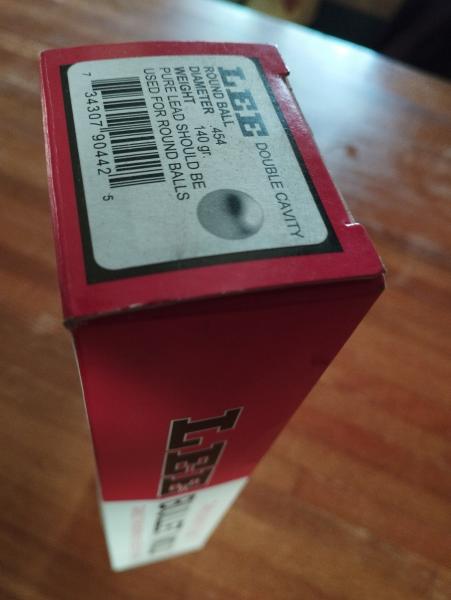 LEE DOUBLE CAVITY
ROUND BALL
DIAMETER 454
WEIGHT 140 gr.
PURE LEAD SHOULD BE
USED FOR ROUND BALLS
7 34307 90442 5
LEE